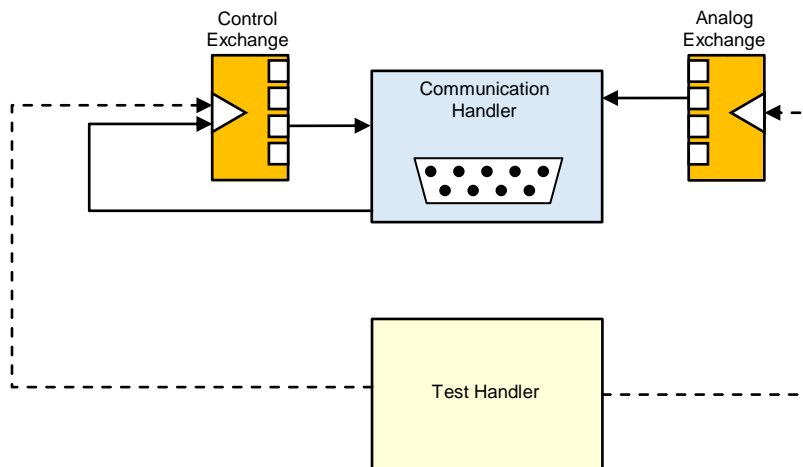 Control
Exchange
Analog
Exchange
Communication
Handler
Test Handler